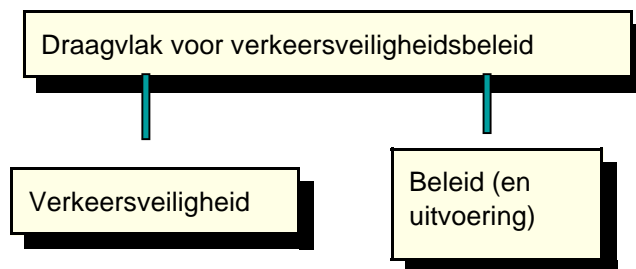 Draagvlak voor verkeersveiligheidsbeleid
Verkeersveiligheid
Beleid (en
uitvoering)